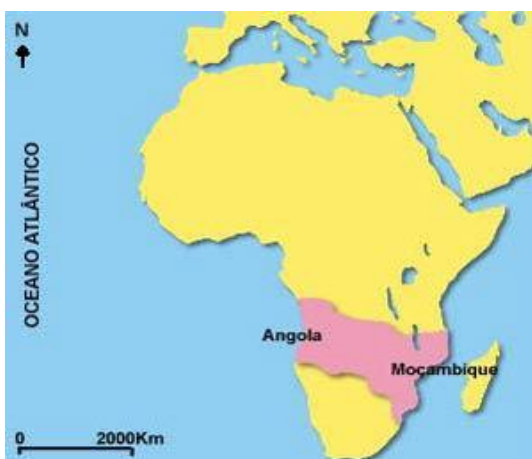 N
OCEANO ATLÂNTICO
Angola
Moçambique
0 2000Km